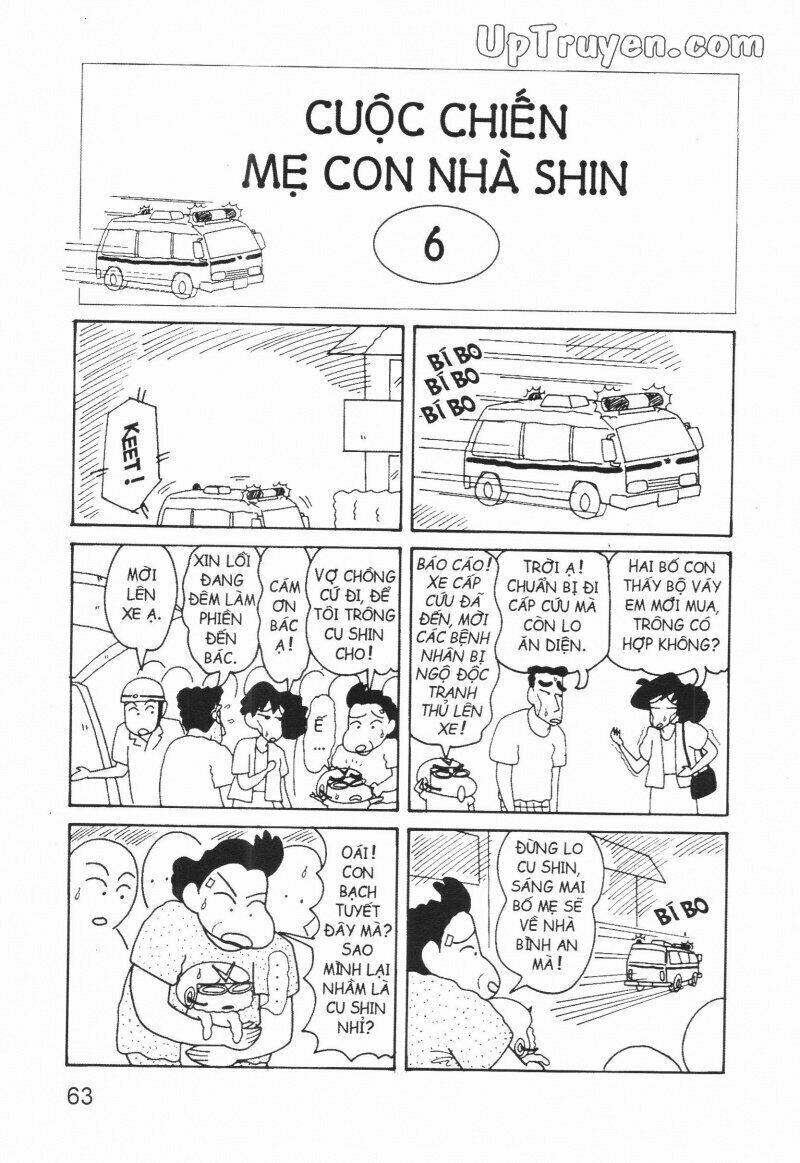 UpTruyen.com
CUỘC CHIẾN
MẸ CON NHÀ SHIN
6
BÍ BO
BÍ BO
BÍ BO
KEET!
HAI BỐ CON
THẤY BỘ VÁY
EM MỚI MUA,
TRÔNG CÓ
HỢP KHÔNG?
TRỜI Ạ!
CHUẨN BỊ ĐI
CẤP CỨU MÀ
CÒN LO
ĂN DIỆN.
BÁO CÁO!
XE CẤP
CỨU ĐÃ
ĐẾN, MỜI
CÁC BỆNH
NHÂN BỊ
NGỘ ĐỘC
TRANH
THỦ LÊN
XE!
VỢ CHỒNG
CỨ ĐI, ĐỂ
TÔI TRÔNG
CU SHIN
CHO!
Ế
...
CÁM
ƠN
BÁC
Ạ!
XIN LỖI
ĐANG
ĐÊM LÀM
PHIỀN
ĐẾN
BÁC.
MỜI
LÊN
XE Ạ.
ĐỪNG LO
CU SHIN,
SÁNG MAI
BỐ MẸ SẼ
VỀ NHÀ
BÌNH AN
MÀ!
BÍ BO
OÁI!
CON
BẠCH
TUYẾT
ĐÂY MÀ?
SAO
MÌNH LẠI
NHẦM LÀ
CU SHIN
NHỈ?
63